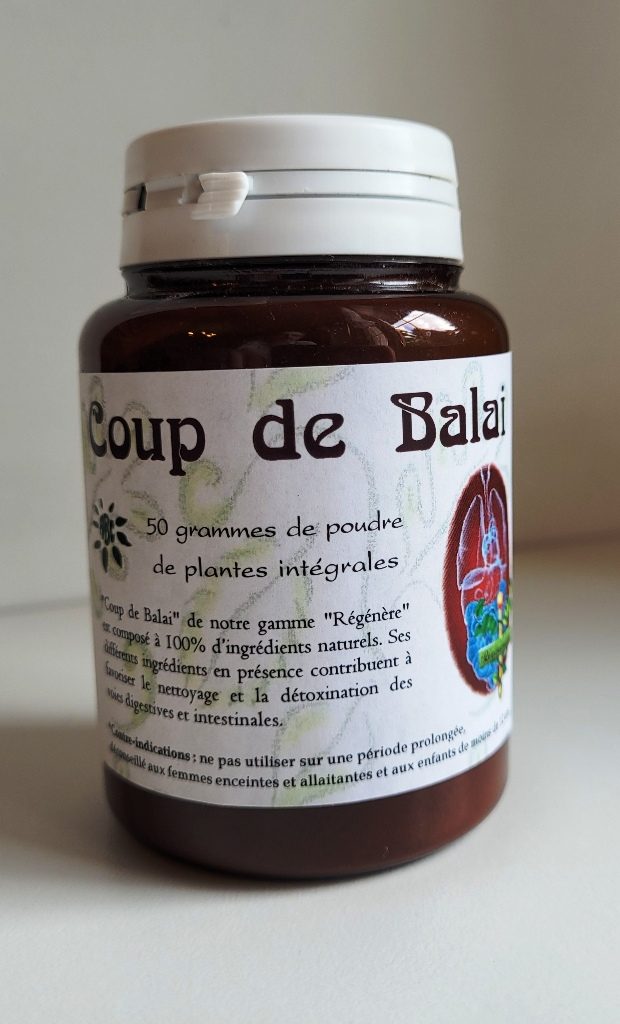 Coup de Balai
50 grammes de poudre
de plantes intégrales
"Coup de Balai" de notre gamme "Régénère"
est composé à 100% d'ingrédients naturels. Ses
différents ingrédients en présence contribuent à
favoriser le nettoyage et la détoxination des
voies digestives et intestinales.
*Contre-indications : ne pas utiliser sur une période prolongée,
déconseillé aux femmes enceintes et allaitantes et aux enfants de moins de